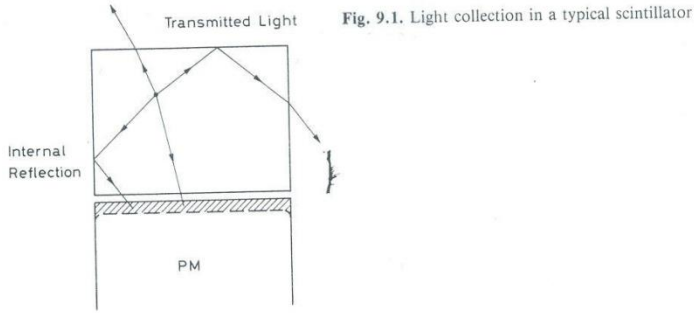 Transmitted Light
Fig. 9.1. Light collection in a typical scintillator
Internal
Reflection
PM